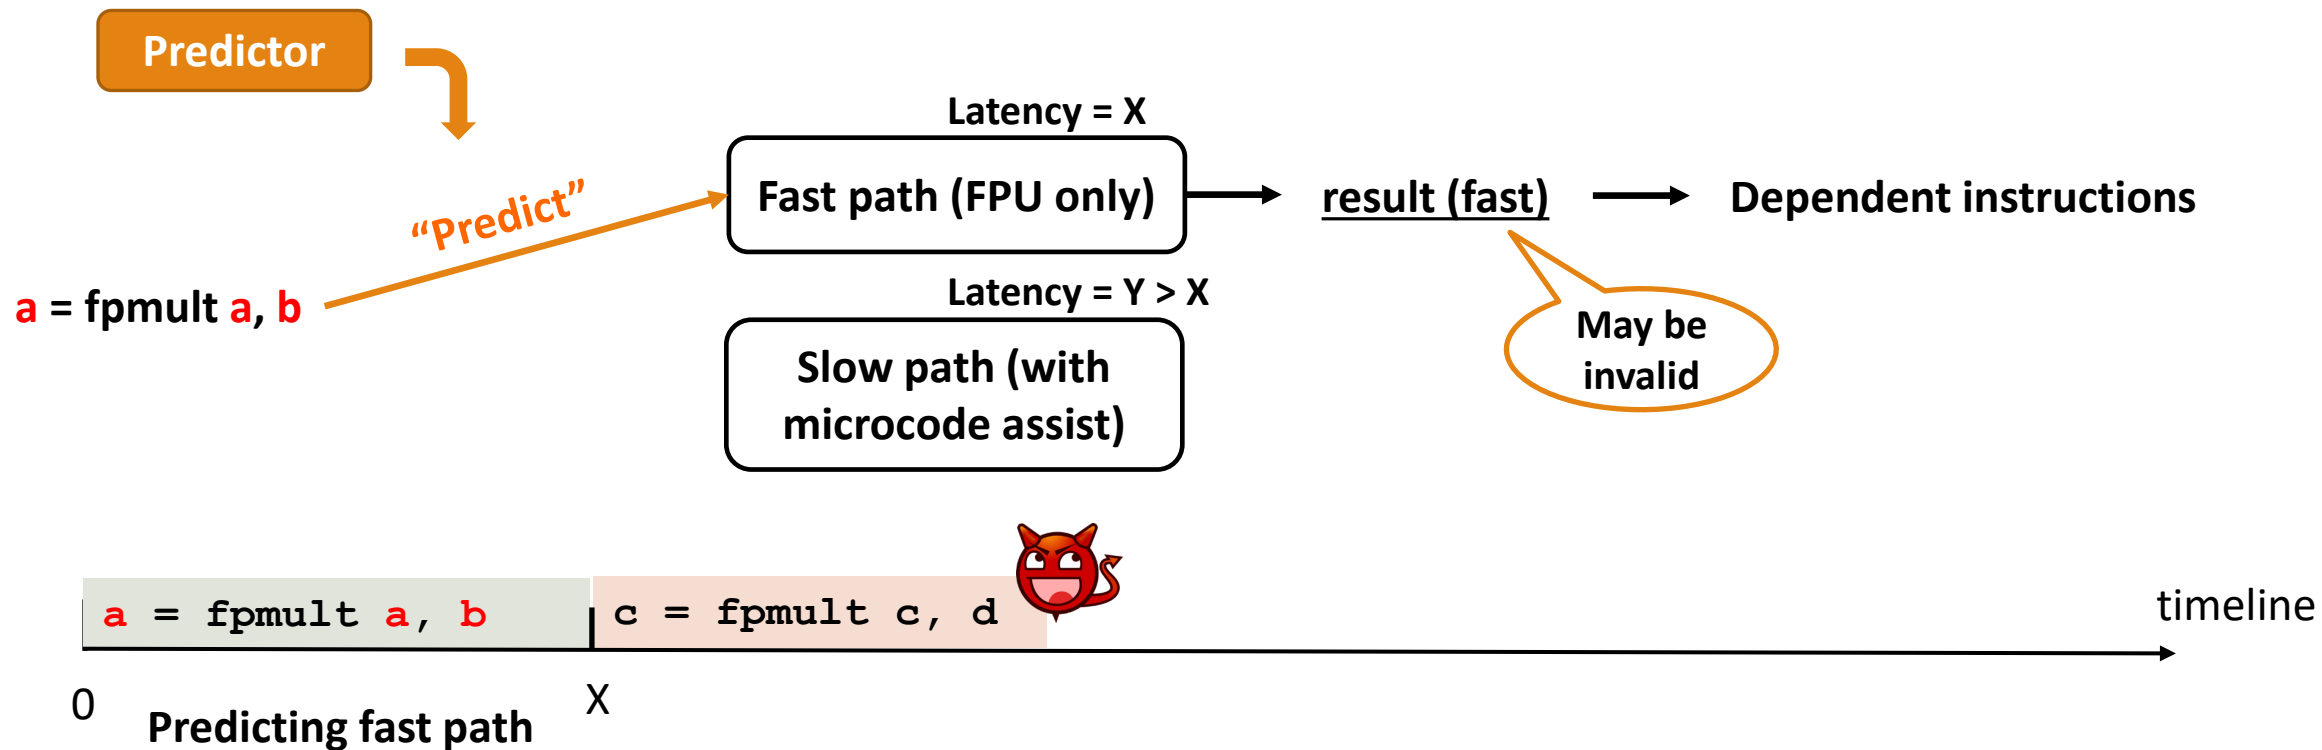 Predictor
Latency = X
Fast path (FPU only)
result (fast)
Dependent instructions
“Predict”
a = fpmult a, b
Latency = Y > X
Slow path (with
microcode assist)
May be
invalid
a = fpmult a, b
c = fpmult c, d
timeline
0
X
Predicting fast path